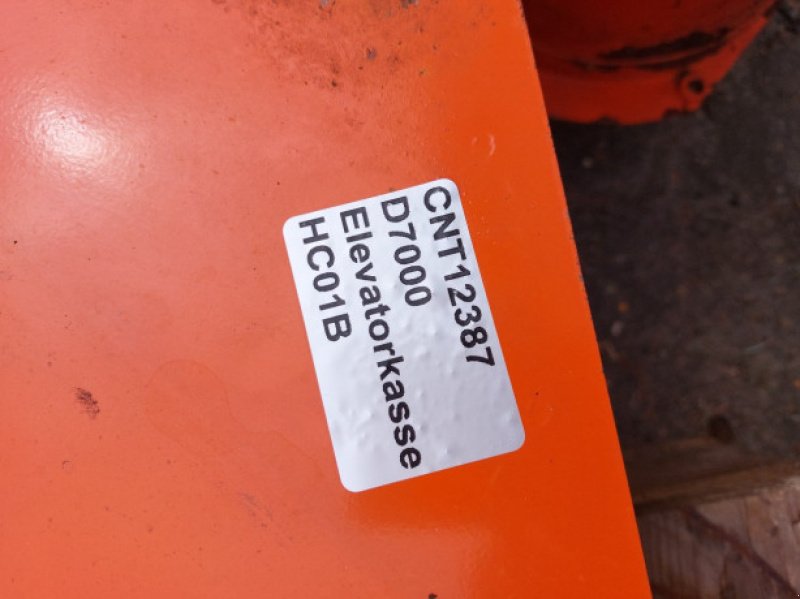 CNT12387
D7000
Elevatorkasse
HC01B